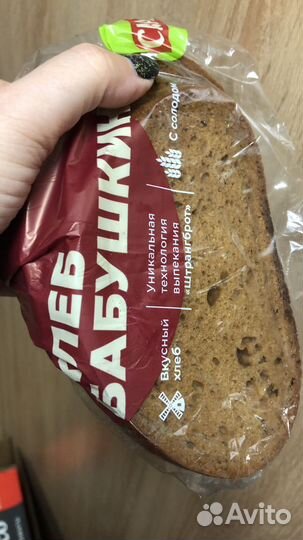 ХЛЕБ
БАБУШКИН
Вкусный
хлеб
Уникальная
технология
выпекания
«Штрангброт»
С солодом
Avito